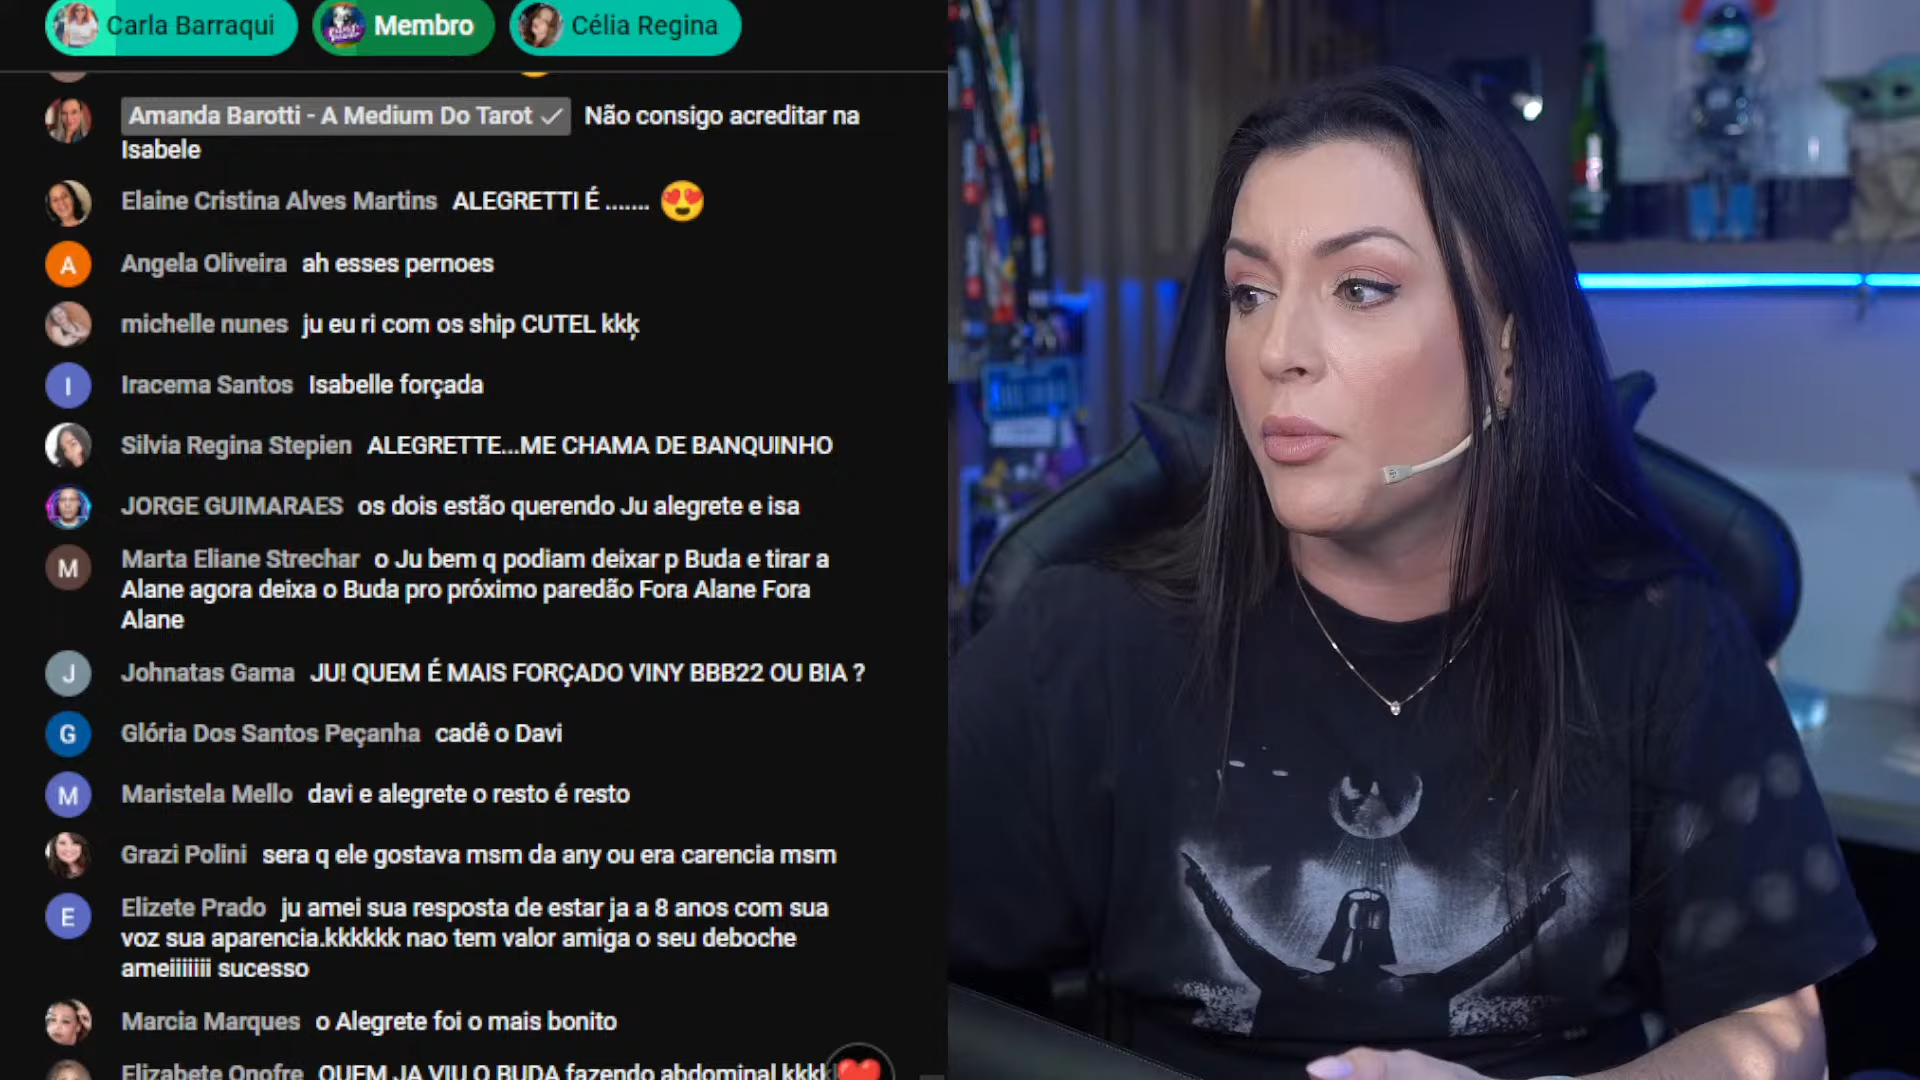 Carla Barraqui
Membro
Célia Regina
Amanda Barotti - A Medium Do Tarot Não consigo acreditar na
Isabele
Elaine Cristina Alves Martins ALEGRETTI É .......
A Angela Oliveira ah esses pernoes
michelle nunes ju eu ri com os ship CUTEL kkķ
I Iracema Santos Isabelle forçada
Silvia Regina Stepien ALEGRETTE...ME CHAMA DE BANQUINHO
JORGE GUIMARAES os dois estão querendo Ju alegrete e isa
M Marta Eliane Strechar o Ju bem q podiam deixar p Buda e tirar a
Alane agora deixa o Buda pro próximo paredão Fora Alane Fora
Alane
J Johnatas Gama JU! QUEM É MAIS FORÇADO VINY BBB22 OU BIA ?
G Glória Dos Santos Peçanha cadê o Davi
M Maristela Mello davi e alegrete o resto é resto
Grazi Polini sera q ele gostava msm da any ou era carencia msm
E Elizete Prado ju amei sua resposta de estar ja a 8 anos com sua
voz sua aparencia.kkkkkk nao tem valor amiga o seu deboche
ameiiiiiii sucesso
Marcia Marques o Alegrete foi o mais bonito
Elizabete Onofre QUEM JA VIU O BUDA fazendo abdominal kkkk